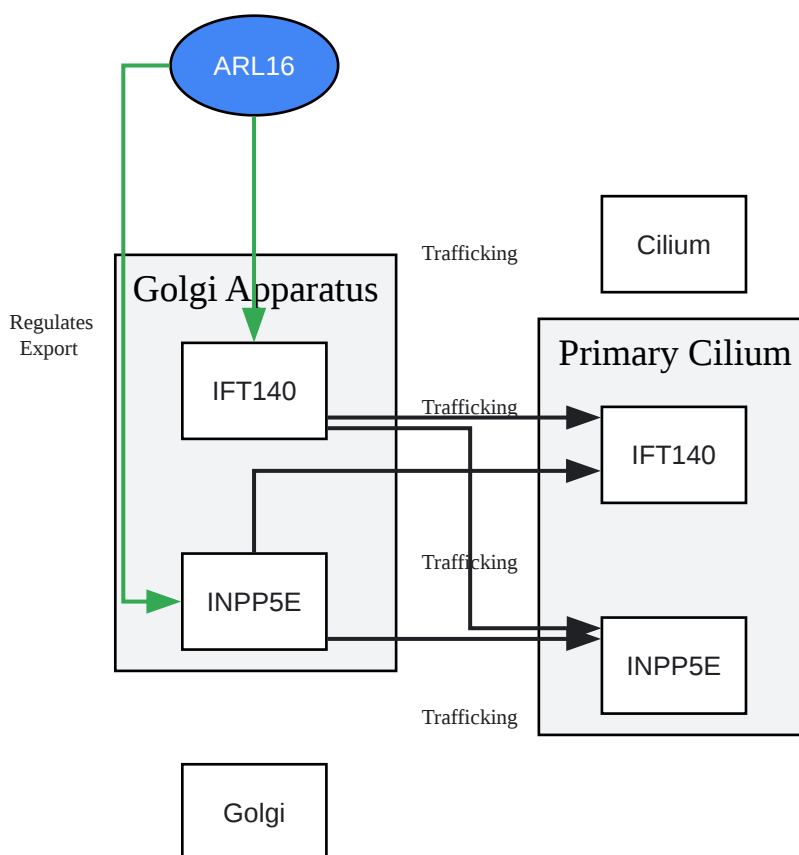 ARL16
Cilium
Trafficking
Golgi Apparatus
Regulates
Export
Primary Cilium
IFT140
Trafficking
IFT140
Trafficking
INPP5E
INPP5E
Trafficking
Golgi